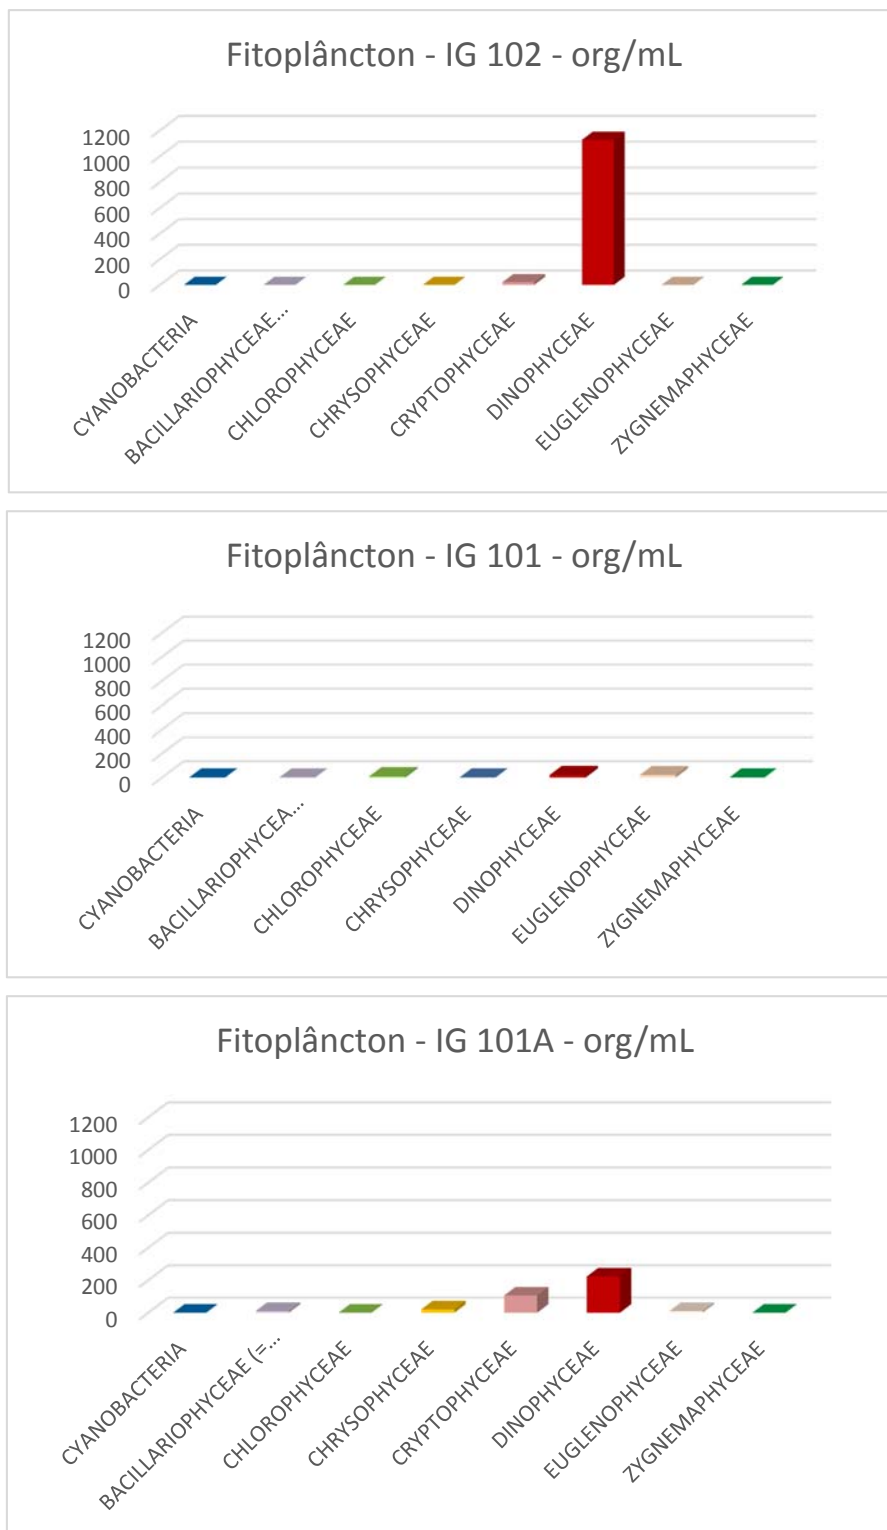 Fitoplâncton - IG 102 - org/mL
1200
1000
800
600
400
200
0
CYANOBACTERIA
BACILLARIOPHYCEAE...
CHLOROPHYCEAE
CHRYSOPHYCEAE
CRYPTOPHYCEAE
DINOPHYCEAE
EUGLENOPHYCEAE
ZYGNEMAPHYCEAE
Fitoplâncton - IG 101 - org/mL
1200
1000
800
600
400
200
0
CYANOBACTERIA
BACILLARIOPHYCEA...
CHLOROPHYCEAE
CHRYSOPHYCEAE
DINOPHYCEAE
EUGLENOPHYCEAE
ZYGNEMAPHYCEAE
Fitoplâncton - IG 101A - org/mL
1200
1000
800
600
400
200
0
CYANOBACTERIA
BACILLARIOPHYCEAE (=...
CHLOROPHYCEAE
CHRYSOPHYCEAE
CRYPTOPHYCEAE
DINOPHYCEAE
EUGLENOPHYCEAE
ZYGNEMAPHYCEAE